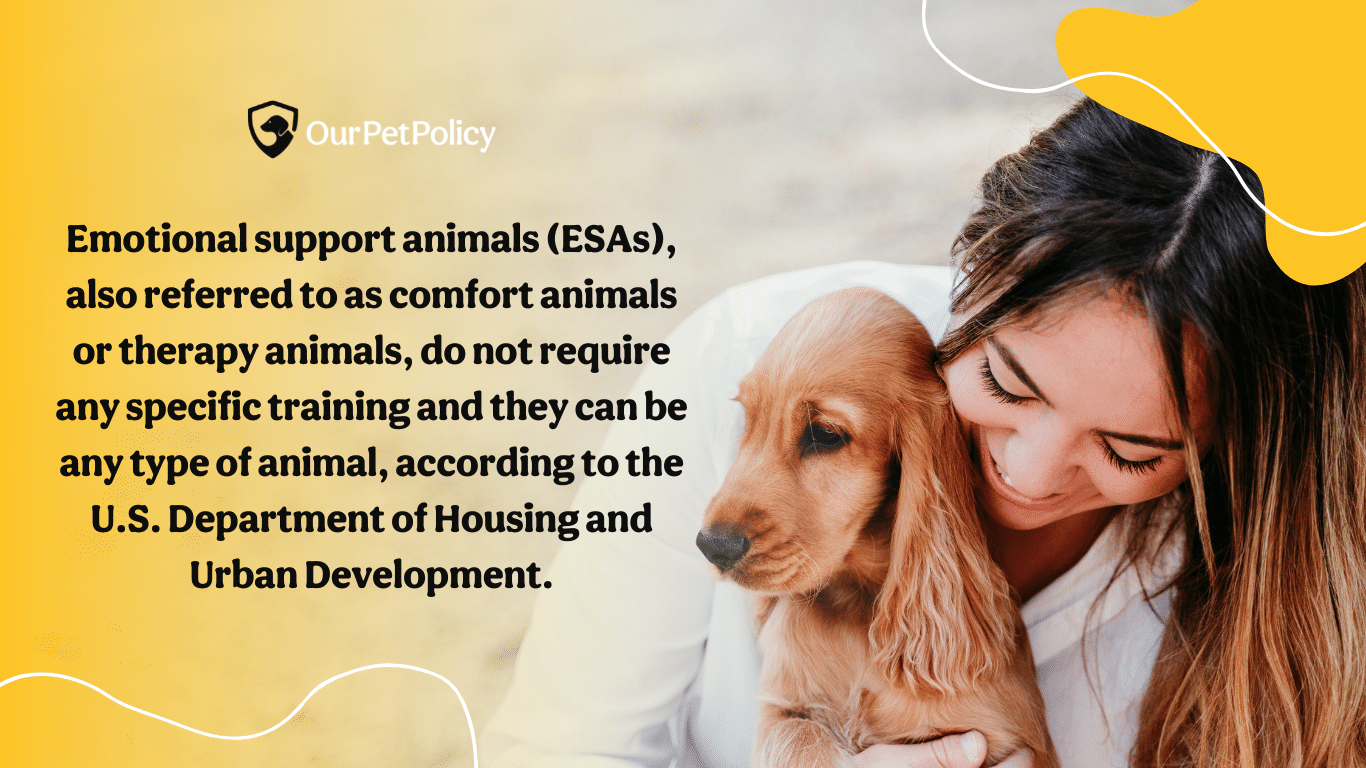 OurPetPolicy
Emotional support animals (ESAs),
also referred to as comfort animals
or therapy animals, do not require
any specific training and they can be
any type of animal, according to the
U.S. Department of Housing and
Urban Development.